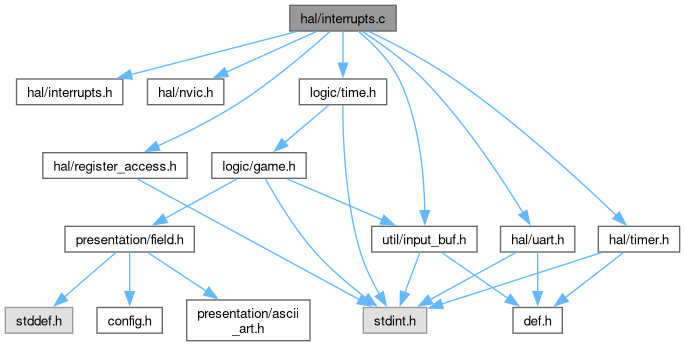 hal/interrupts.c
hal/interrupts.h
hal/nvic.h
logic/time.h
hal/register_access.h
logic/game.h
presentation/field.h
util/input_buf.h
hal/uart.h
hal/timer.h
stddef.h
config.h
presentation/ascii
_art.h
stdint.h
def.h